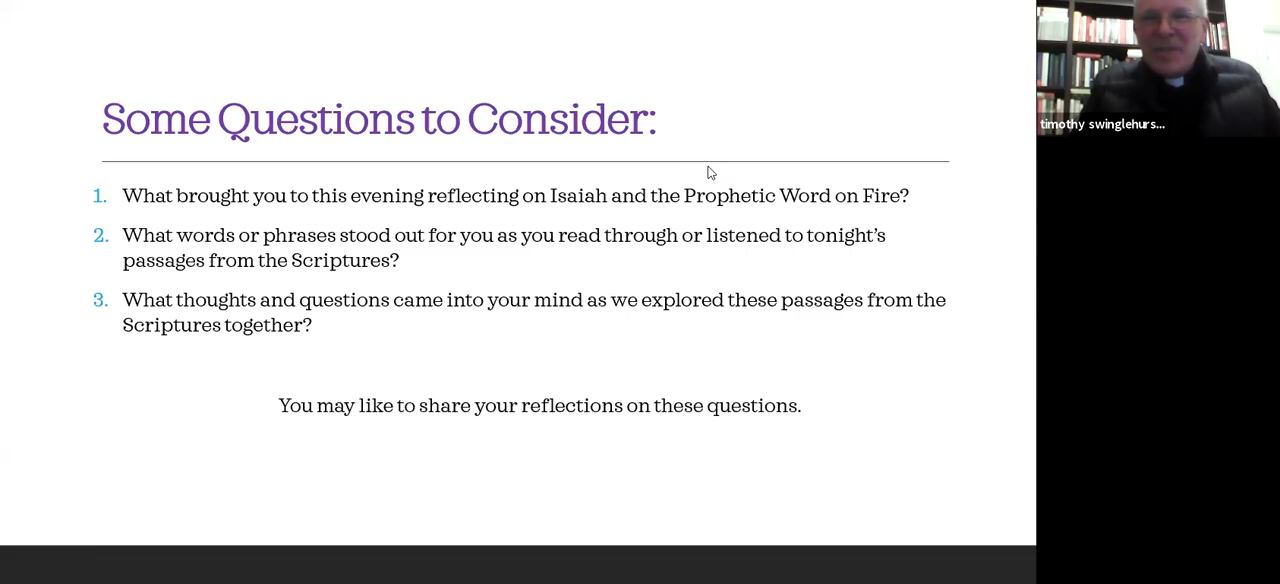 Some Questions to Consider:
1. What brought you to this evening reflecting on Isaiah and the Prophetic Word on Fire?
2. What words or phrases stood out for you as you read through or listened to tonight's
passages from the Scriptures?
3. What thoughts and questions came into your mind as we explored these passages from the
Scriptures together?
You may like to share your reflections on these questions.
timothy swinglehurs...